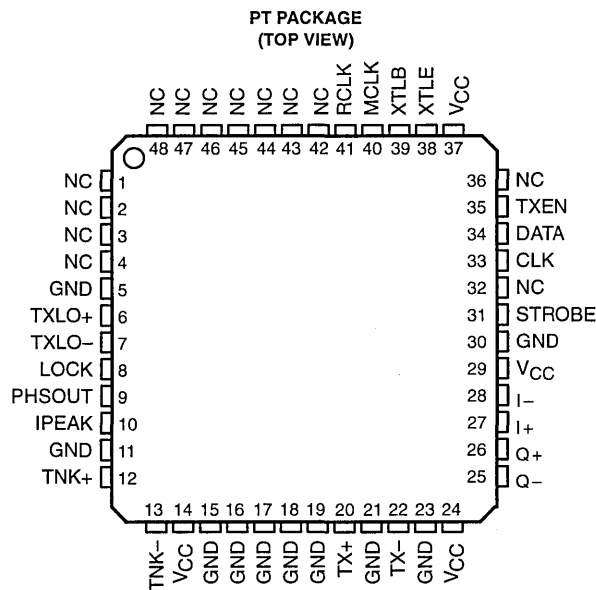 PT PACKAGE
(TOP VIEW)
NC NC NC NC NC NC NC RCLK MCLK XTLB XTLE VCC
48 47 46 45 44 43 42 41 40 39 38 37
NC 1 36 NC
NC 2 35 TXEN
NC 3 34 DATA
NC 4 33 CLK
GND 5 32 NC
TXLO+ 6 31 STROBE
TXLO− 7 30 GND
LOCK 8 29 VCC
PHSOUT 9 28 I−
IPEAK 10 27 I+
GND 11 26 Q+
TNK+ 12 25 Q−
13 14 15 16 17 18 19 20 21 22 23 24
TNK− VCC GND GND GND GND GND TX+ GND TX− GND VCC